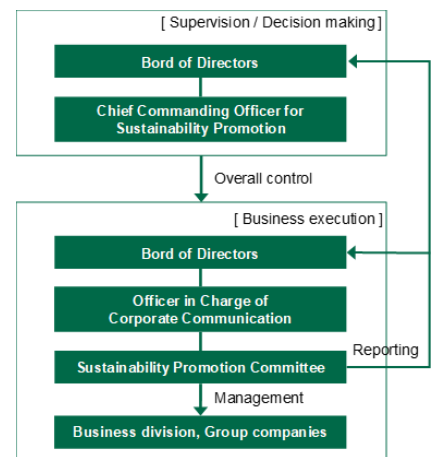 [ Supervision / Decision making ]
Bord of Directors
Chief Commanding Officer for
Sustainability Promotion
Overall control
[ Business execution ]
Bord of Directors
Officer in Charge of
Corporate Communication
Reporting
Sustainability Promotion Committee
Management
Business division, Group companies